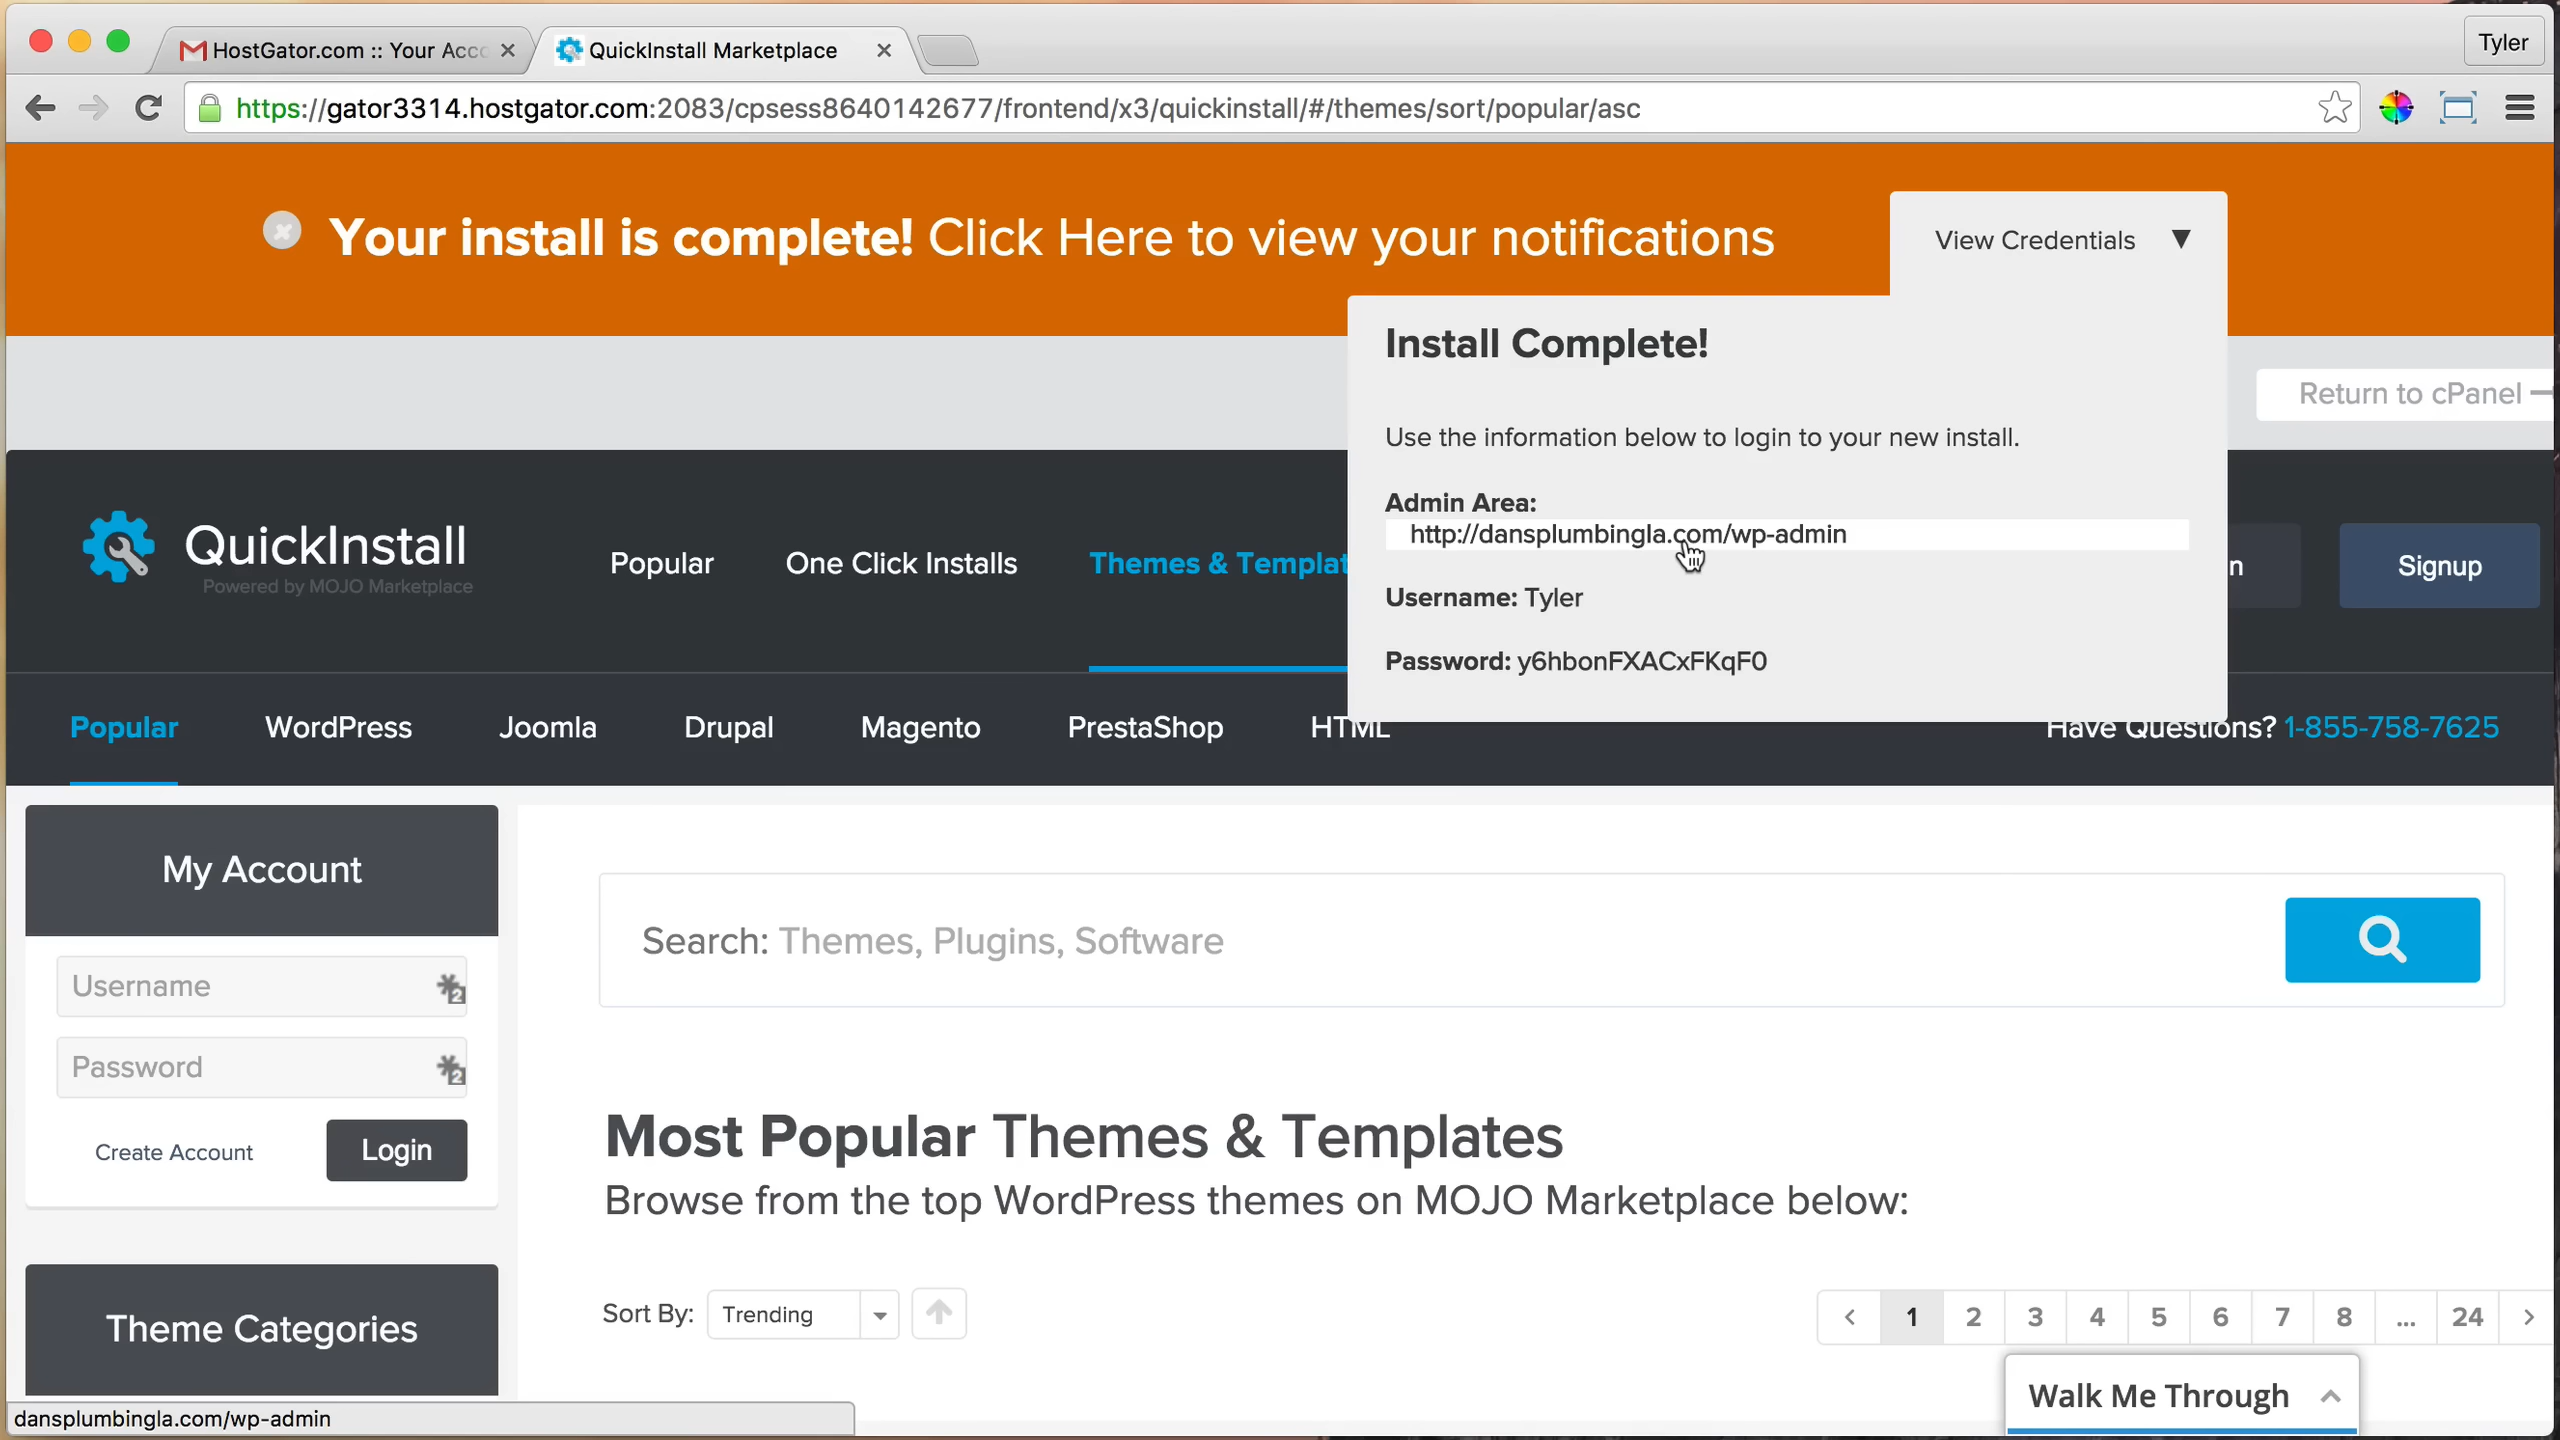 HostGator.com :: Your Acco
QuickInstall Marketplace
Tyler
https://gator3314.hostgator.com:2083/cpsess8640142677/frontend/x3/quickinstall/#/themes/sort/popular/asc
Your install is complete! Click Here to view your notifications
View Credentials ▼
Install Complete!
Return to cPanel
Use the information below to login to your new install.
Admin Area:
http://dansplumbingla.com/wp-admin
Username: Tyler
Password: y6hbonFXACxFKqF0
QuickInstall
Powered by MOJO Marketplace
Popular
One Click Installs
Themes & Templat
n
Signup
Popular
WordPress
Joomla
Drupal
Magento
PrestaShop
HTML
Have Questions? 1-855-758-7625
My Account
Username
Password
Create Account
Login
Theme Categories
Search: Themes, Plugins, Software
Most Popular Themes & Templates
Browse from the top WordPress themes on MOJO Marketplace below:
Sort By: Trending
< 1 2 3 4 5 6 7 8 ... 24 >
Walk Me Through
dansplumbingla.com/wp-admin